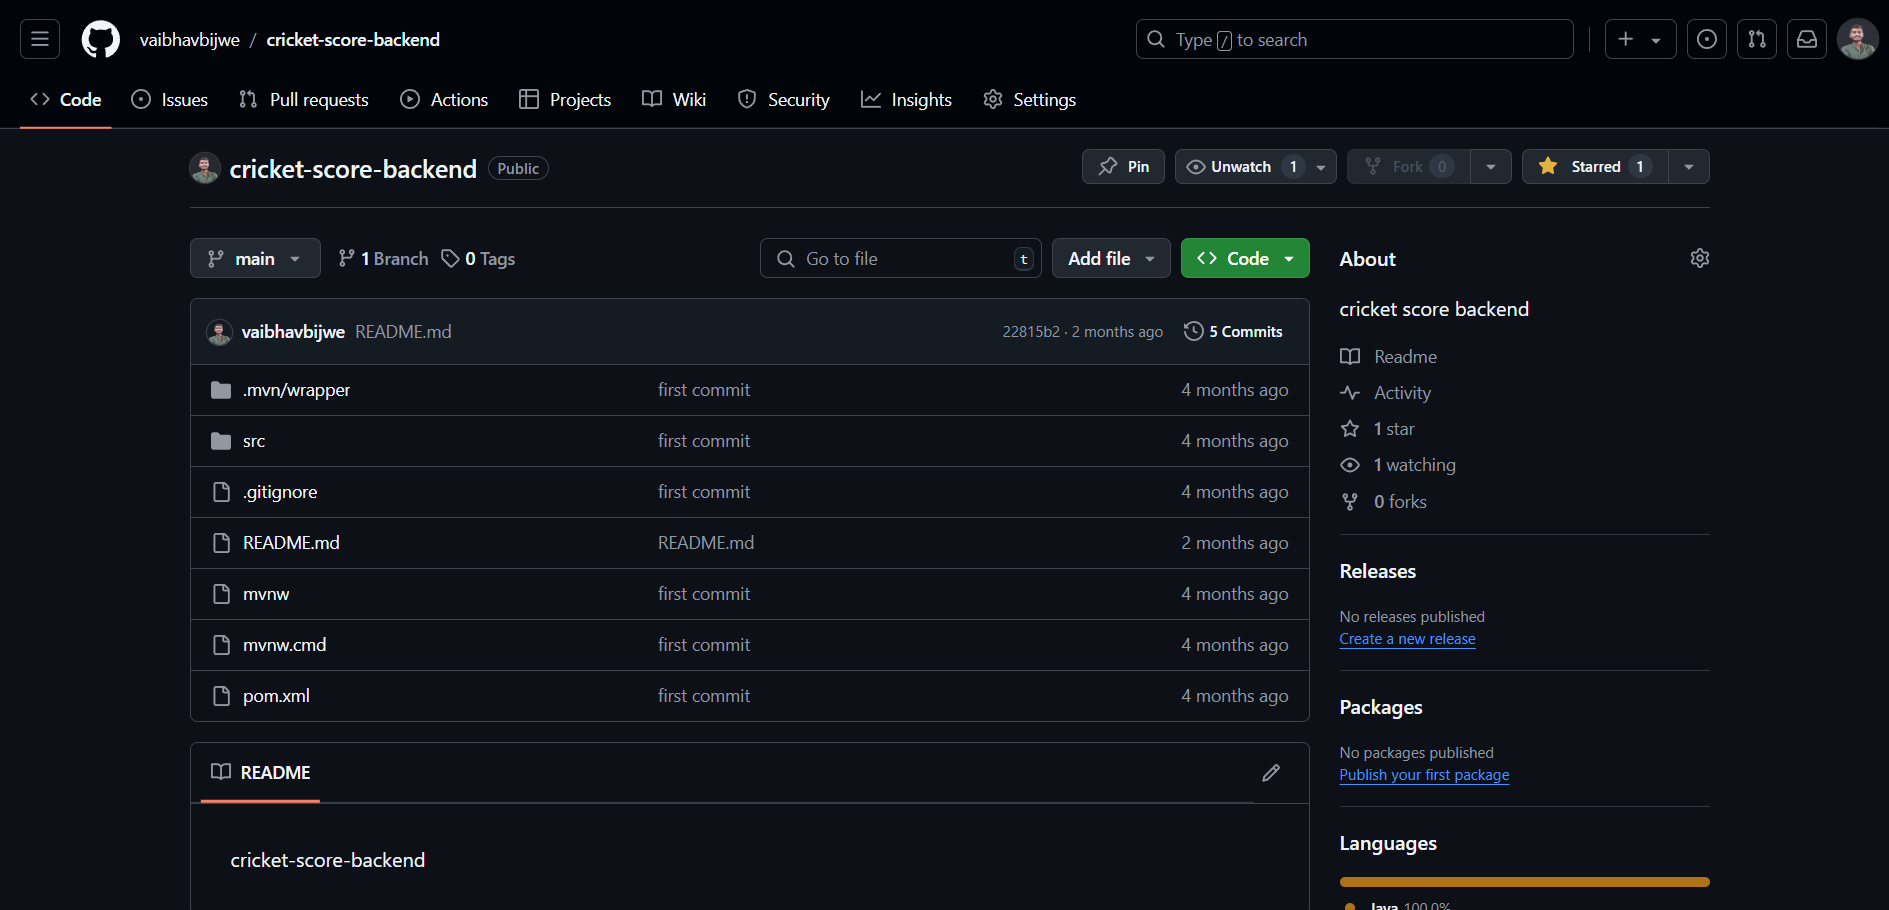 vaibhavbijwe / cricket-score-backend
Type / to search
Code Issues Pull requests Actions Projects Wiki Security Insights Settings
cricket-score-backend Public
Pin Unwatch 1 Fork 0 Starred 1
main 1 Branch 0 Tags Go to file t Add file Code
vaibhavbijwe README.md 22815b2 · 2 months ago 5 Commits
.mvn/wrapper first commit 4 months ago
src first commit 4 months ago
.gitignore first commit 4 months ago
README.md README.md 2 months ago
mvnw first commit 4 months ago
mvnw.cmd first commit 4 months ago
pom.xml first commit 4 months ago
README
cricket-score-backend
About
cricket score backend
Readme
Activity
1 star
1 watching
0 forks
Releases
No releases published
Create a new release
Packages
No packages published
Publish your first package
Languages
Java 100.0%